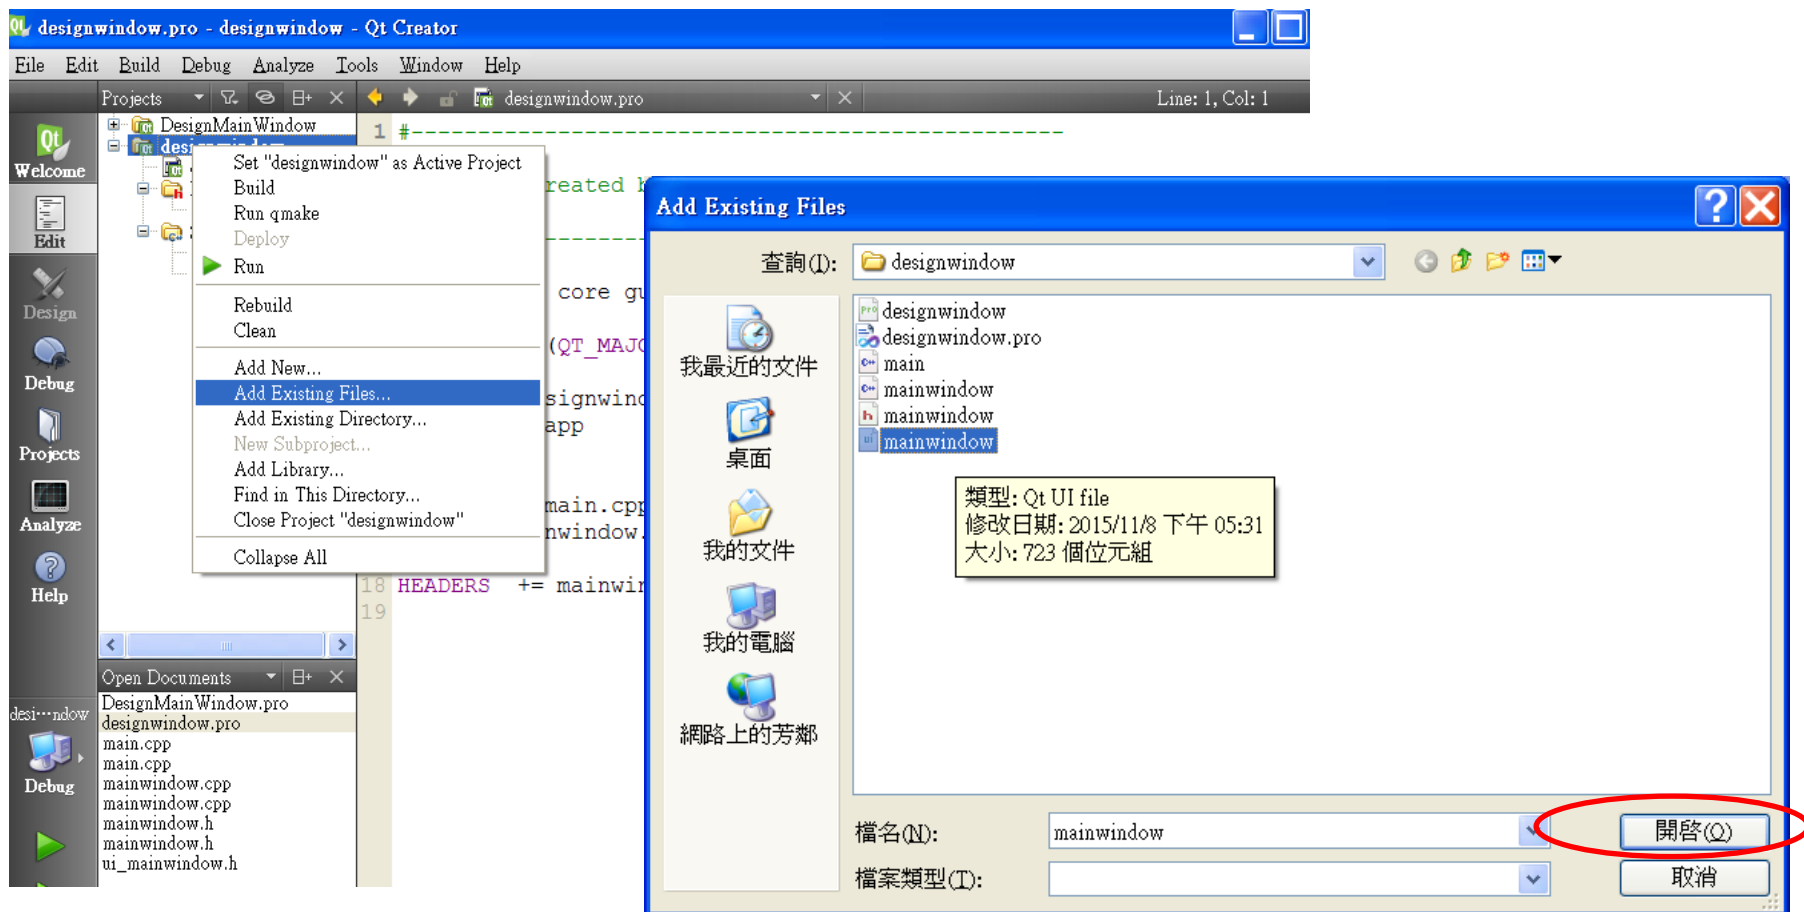 designwindow.pro - designwindow - Qt Creator
File Edit Build Debug Analyze Tools Window Help
Projects
designwindow.pro
Line: 1, Col: 1
Welcome
Edit
Design
Debug
Projects
Analyze
Help
desi···ndow
Debug
DesignMainWindow
Set "designwindow" as Active Project
Build
Run qmake
Deploy
Run
Rebuild
Clean
Add New...
Add Existing Files...
Add Existing Directory...
New Subproject...
Add Library...
Find in This Directory...
Close Project "designwindow"
Collapse All
1 #-------------------------------------------------
reated
core
(QT_MAJO
signwind
app
main.cpp
nwindow.
18 HEADERS += mainwin
19
Open Documents
DesignMainWindow.pro
designwindow.pro
main.cpp
main.cpp
mainwindow.cpp
mainwindow.cpp
mainwindow.h
mainwindow.h
ui_mainwindow.h
Add Existing Files
查詢(I):
designwindow
我最近的文件
桌面
我的文件
我的電腦
網路上的芳鄰
designwindow
designwindow.pro
main
mainwindow
mainwindow
mainwindow
類型: Qt UI file
修改日期: 2015/11/8 下午 05:31
大小: 723 個位元組
檔名(N):
mainwindow
開啓(O)
檔案類型(T):
取消